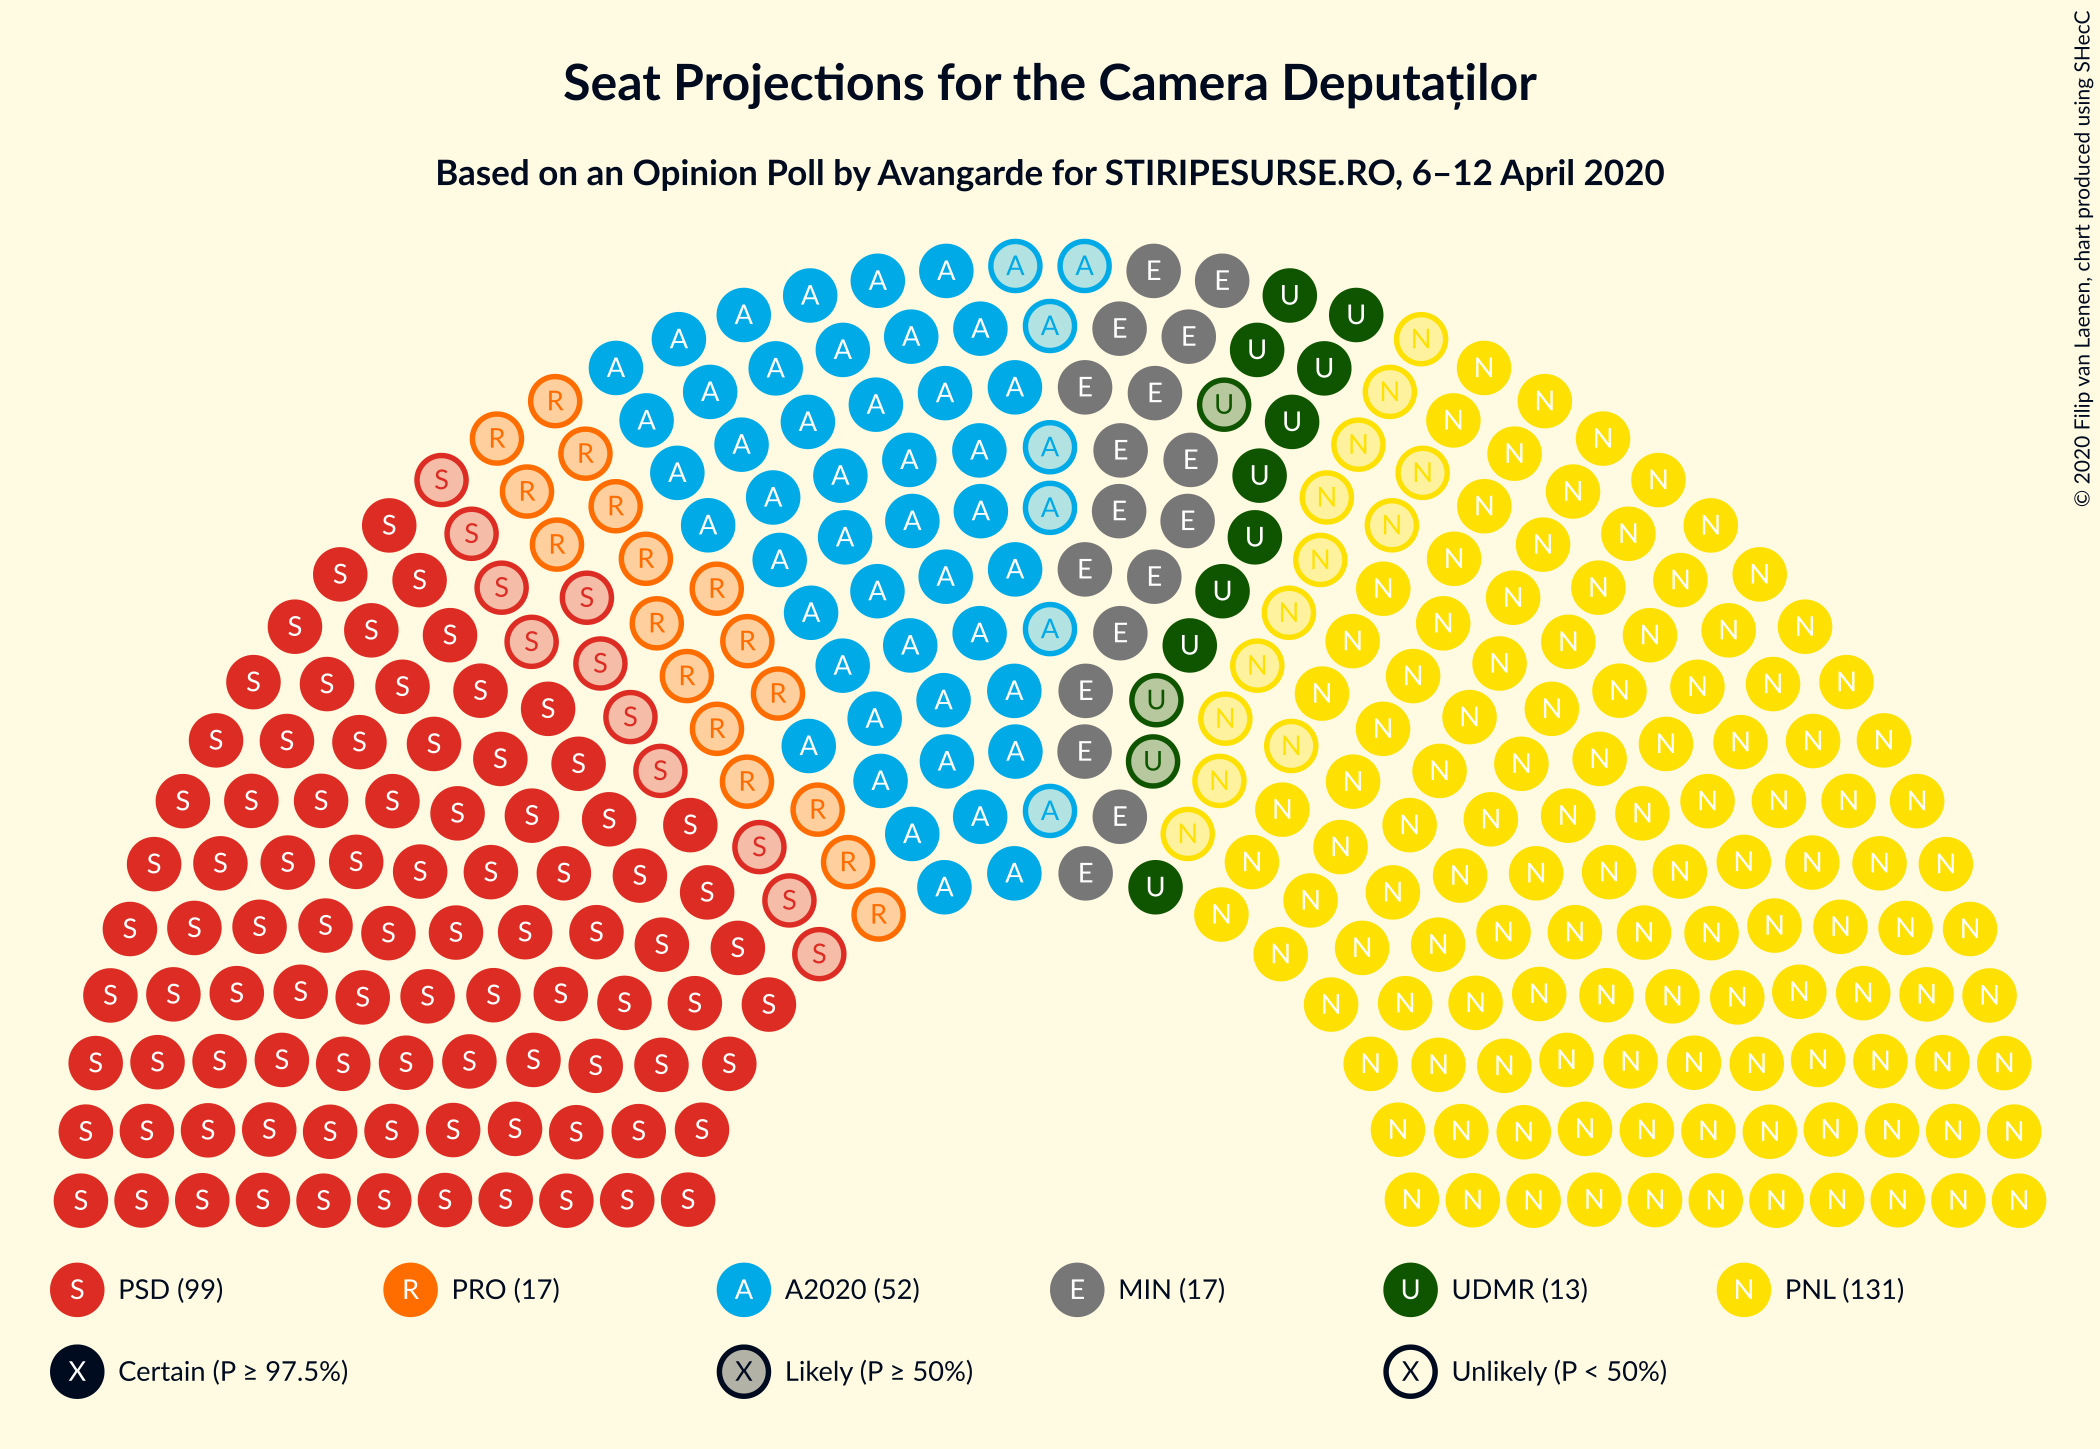 Seat Projections for the Camera Deputaților
Based on an Opinion Poll by Avangarde for STIRIPESURSE.RO, 6–12 April 2020
© 2020 Filip van Laenen, chart produced using SHecC
S PSD (99) R PRO (17) A A2020 (52) E MIN (17) U UDMR (13) N PNL (131)
X Certain (P ≥ 97.5%) X Likely (P ≥ 50%) X Unlikely (P < 50%)